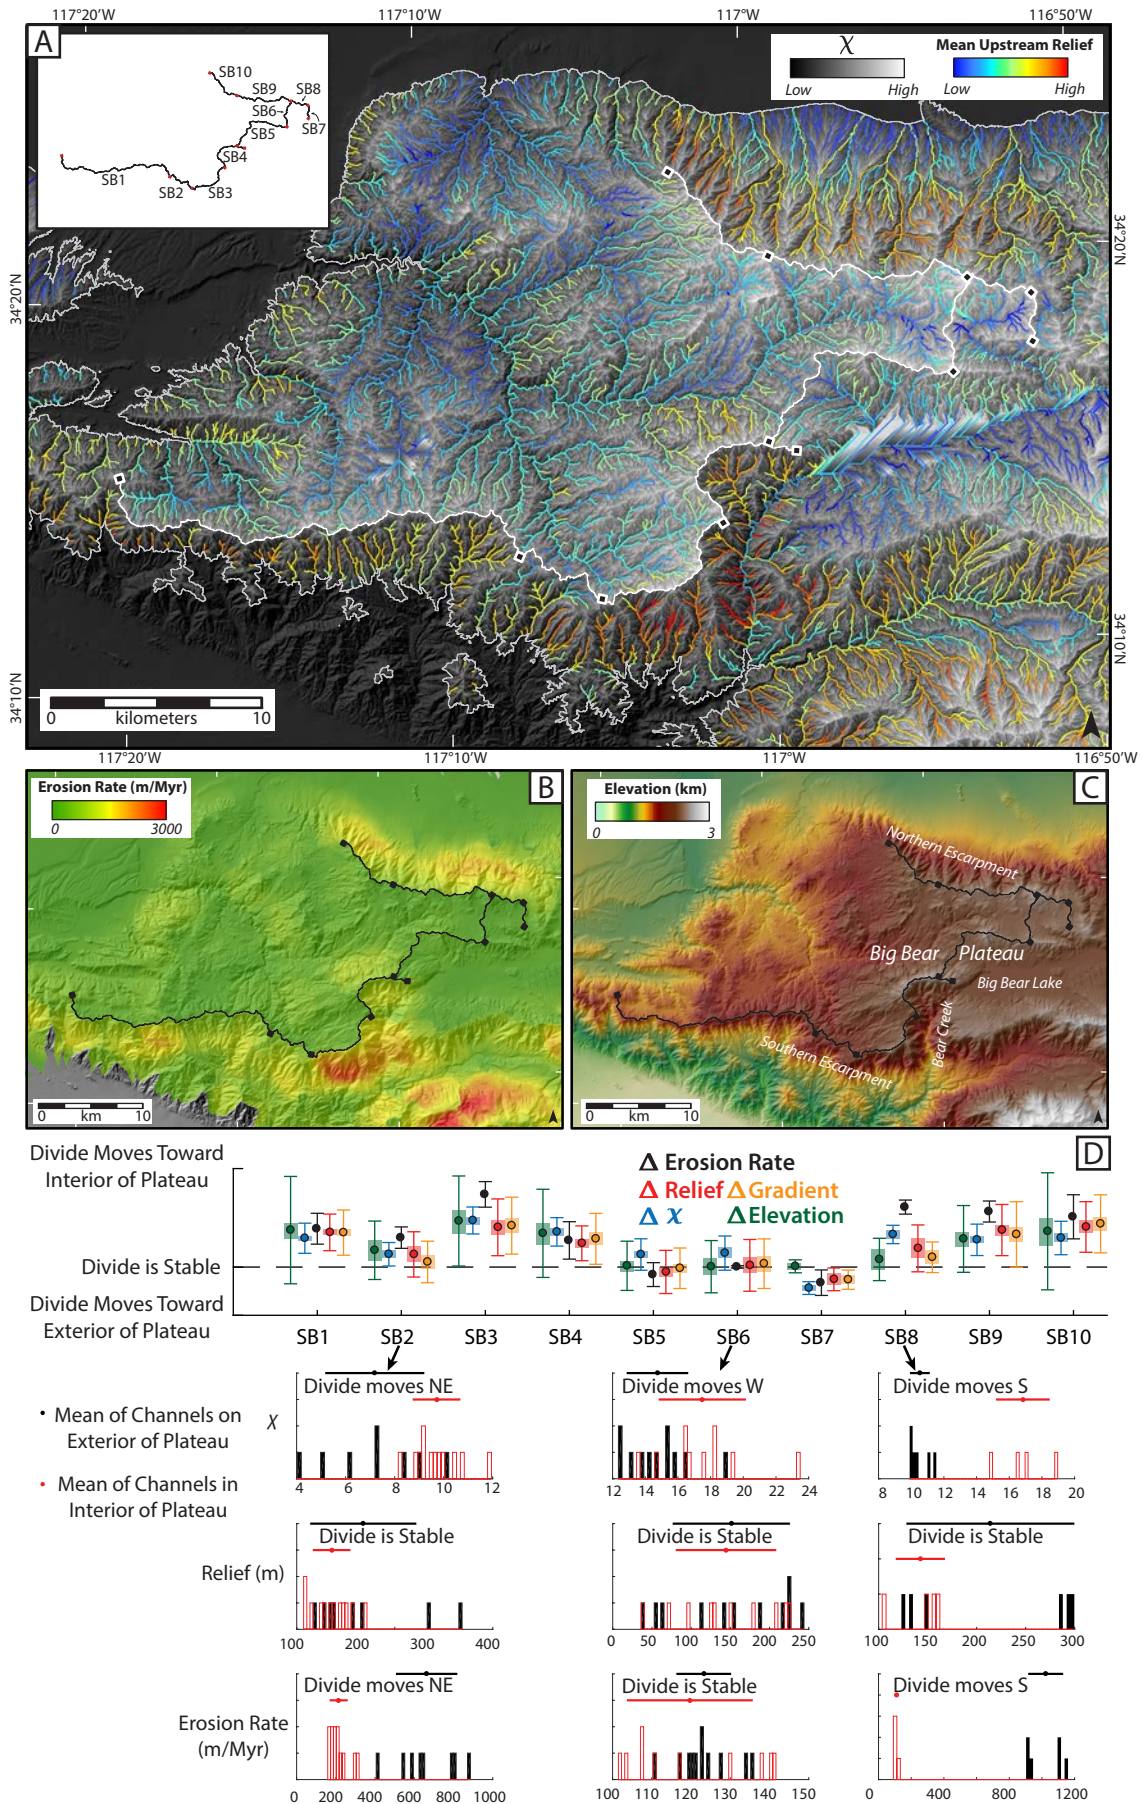 117°20'W 117°10'W 117°W 116°50'W
A
SB10
SB9
SB8
SB6
SB5
SB7
SB4
SB1
SB2
SB3
χ
Low High
Mean Upstream Relief
Low High
34°20'N
34°20'N
34°10'N
34°10'N
0 kilometers 10
117°20'W 117°10'W 117°W 116°50'W
B
Erosion Rate (m/Myr)
0 3000
0 km 10
C
Elevation (km)
0 3
Northern Escarpment
Big Bear Plateau
Big Bear Lake
Bear Creek
Southern Escarpment
0 km 10
D
Divide Moves Toward
Interior of Plateau
Divide is Stable
Divide Moves Toward
Exterior of Plateau
Δ Erosion Rate
Δ Relief Δ Gradient
Δ χ Δ Elevation
SB1 SB2 SB3 SB4 SB5 SB6 SB7 SB8 SB9 SB10
• Mean of Channels on
Exterior of Plateau
• Mean of Channels in
Interior of Plateau
χ
Divide moves NE
4 6 8 10 12
Divide moves W
12 14 16 18 20 22 24
Divide moves S
8 10 12 14 16 18 20
Relief (m)
Divide is Stable
100 200 300 400
Divide is Stable
0 50 100 150 200 250
Divide is Stable
100 150 200 300
Erosion Rate
(m/Myr)
Divide moves NE
0 200 400 600 800 1000
Divide is Stable
100 110 120 130 140 150
Divide moves S
0 400 800 1200